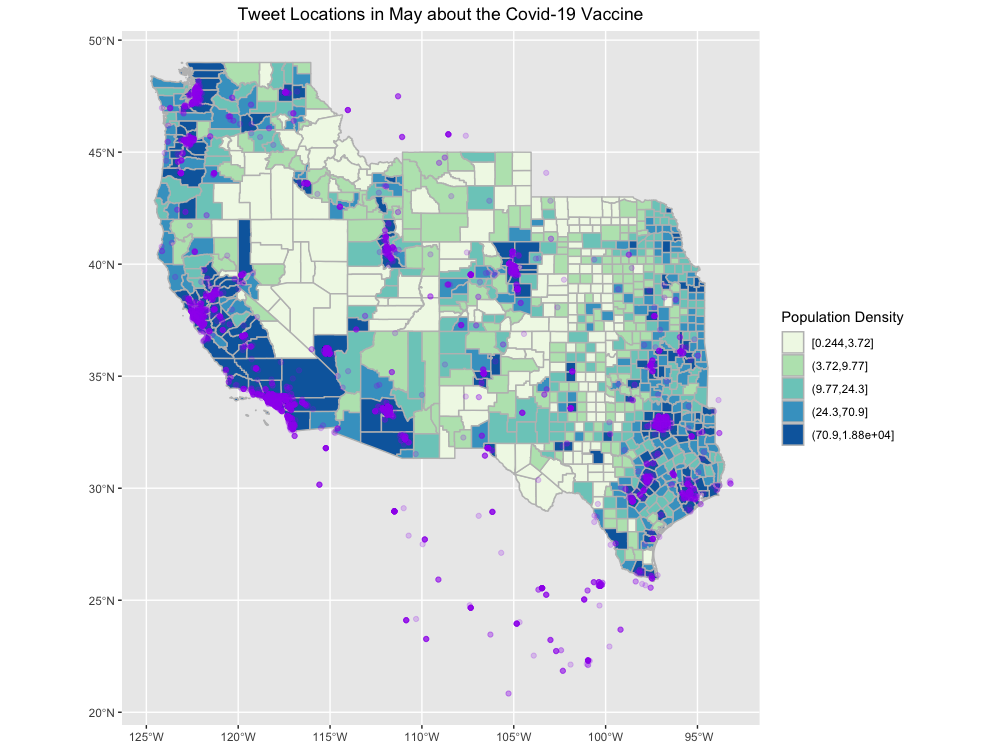 Tweet Locations in May about the Covid-19 Vaccine
50°N
45°N
40°N
35°N
30°N
25°N
20°N
125°W 120°W 115°W 110°W 105°W 100°W 95°W
Population Density
[0.244,3.72]
(3.72,9.77]
(9.77,24.3]
(24.3,70.9]
(70.9,1.88e+04]